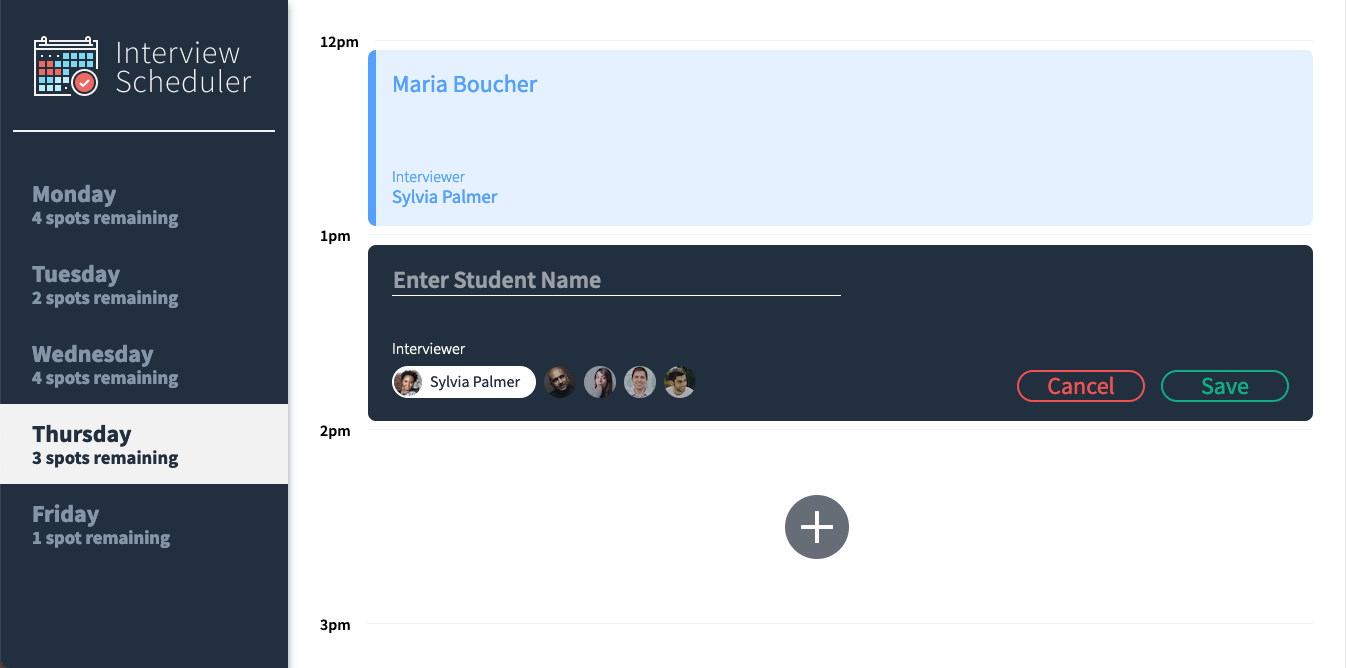 Interview
Scheduler
Monday
4 spots remaining
Tuesday
2 spots remaining
Wednesday
4 spots remaining
Thursday
3 spots remaining
Friday
1 spot remaining
12pm
Maria Boucher
Interviewer
Sylvia Palmer
1pm
Enter Student Name
Interviewer
Sylvia Palmer
Cancel
Save
2pm
3pm